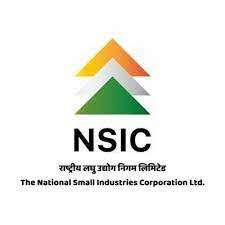 NSIC
राष्ट्रीय लघु उद्योग निगम लिमिटेड
The National Small Industries Corporation Ltd.